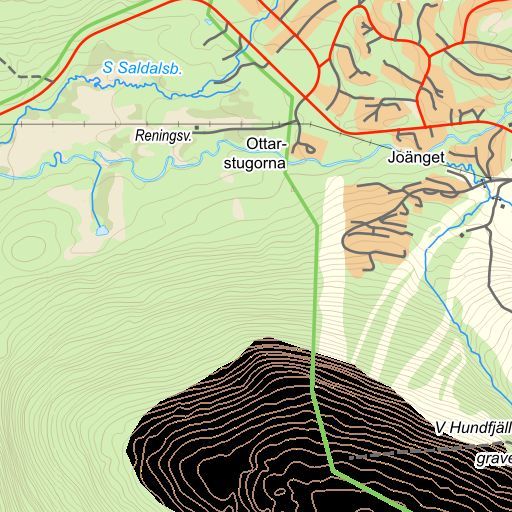 S Saldalsb.
Reningsv.
Ottar-
stugorna
Joänget
V Hundfjäll
grave